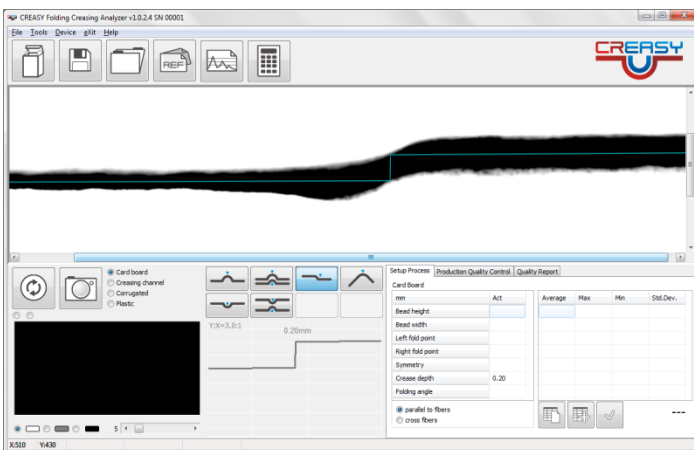 CREASY Folding Creasing Analyzer v1.0.2.4 SN 00001
File Tools Device eXit Help
REF
CREASY
Card board
Creasing channel
Corrugated
Plastic
Y:X=3.0:1
0.20mm
5
Setup Process Production Quality Control Quality Report
Card Board
mm Act Average Max Min Std.Dev.
Bead height
Bead width
Left fold point
Right fold point
Symmetry
Crease depth 0.20
Folding angle
parallel to fibers
cross fibers
---
X:510 Y:430